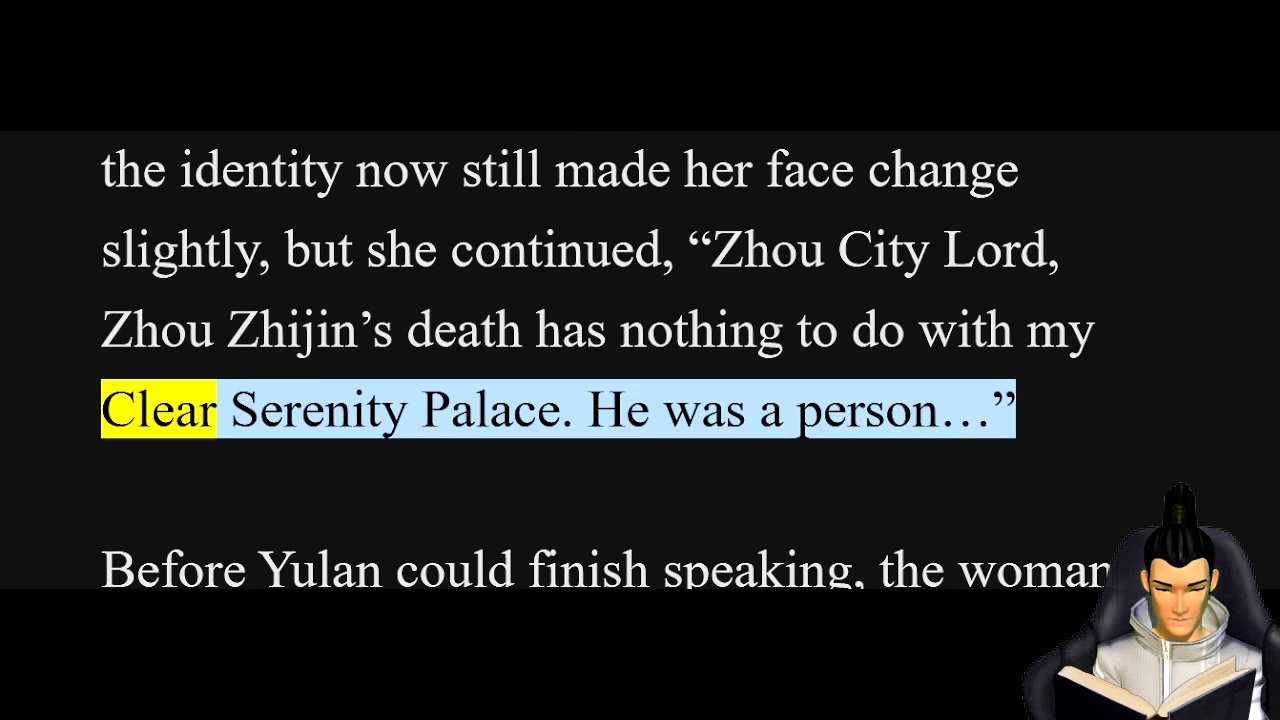 the identity now still made her face change
slightly, but she continued, “Zhou City Lord,
Zhou Zhijin’s death has nothing to do with my
Clear Serenity Palace. He was a person…”
Before Yulan could finish speaking, the woman